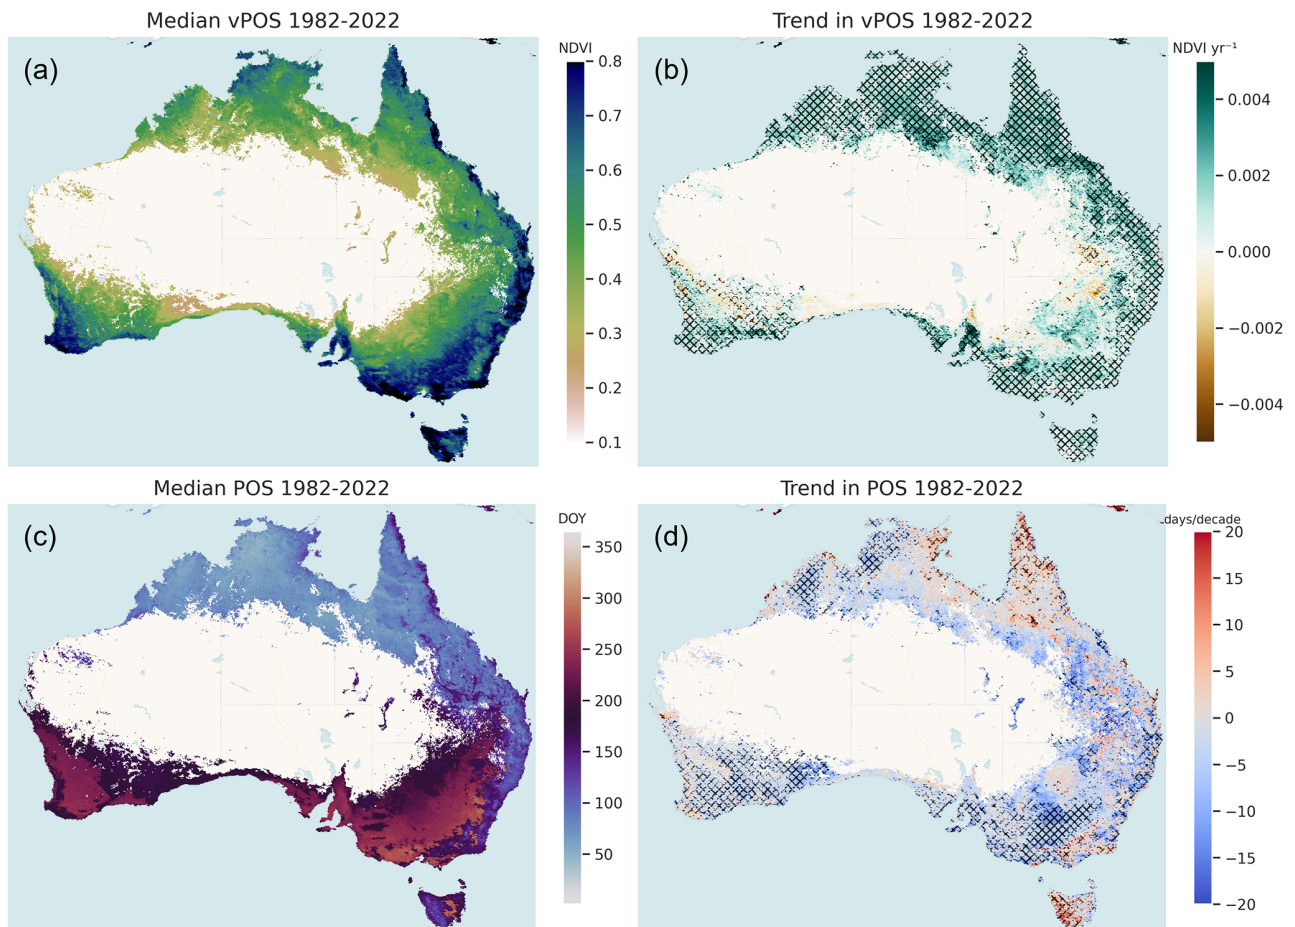 Median vPOS 1982-2022
(a)
NDVI
0.8
0.7
0.6
0.5
0.4
0.3
0.2
0.1
Trend in vPOS 1982-2022
(b)
NDVI yr⁻¹
0.004
0.002
0.000
−0.002
−0.004
Median POS 1982-2022
(c)
DOY
350
300
250
200
150
100
50
Trend in POS 1982-2022
(d)
days/decade
20
15
10
5
0
−5
−10
−15
−20